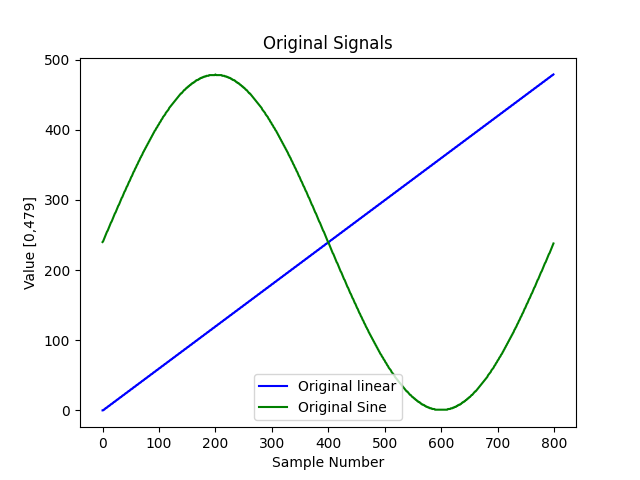 Original Signals
Value [0,479]
500
400
300
200
100
0
Original linear
Original Sine
0 100 200 300 400 500 600 700 800
Sample Number